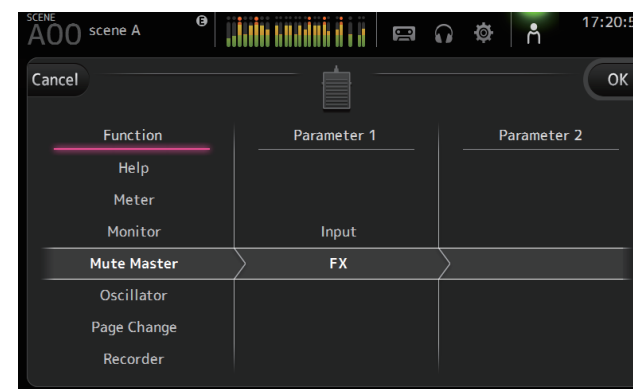 SCENE
A00 scene A E 17:20:5
Cancel OK
Function Parameter 1 Parameter 2
Help
Meter
Monitor Input
Mute Master FX
Oscillator
Page Change
Recorder